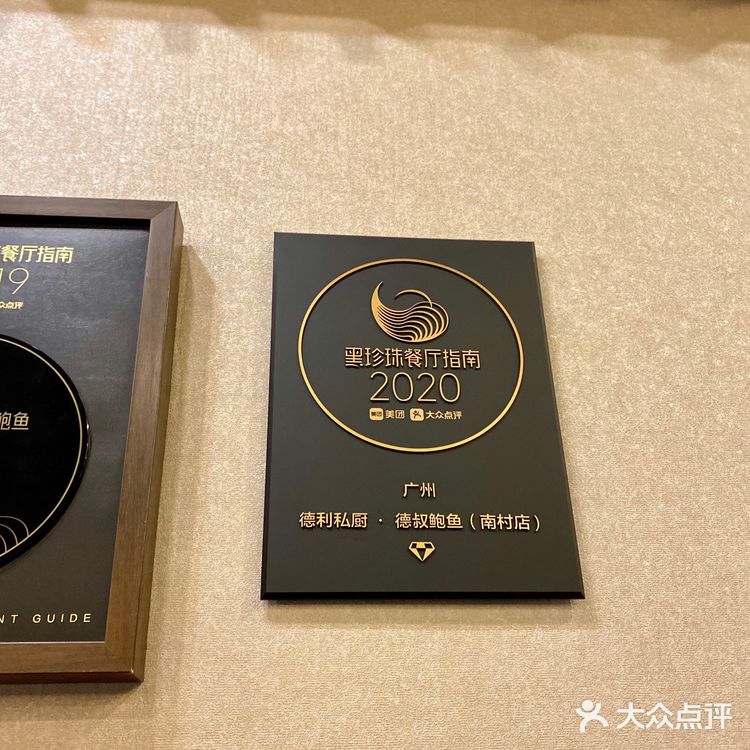 餐厅指南
19
众点评
鲍鱼
NT GUIDE
黑珍珠餐厅指南
2020
美团 美团 大众点评
广州
德利私厨·德叔鲍鱼（南村店）
大众点评